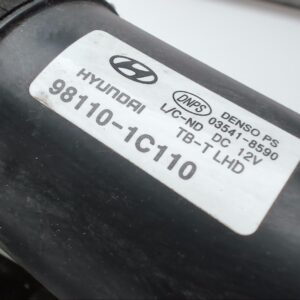 HYUNDAI
98110-1C110
DNPS
DENSO PS
03541-8590
L/C-ND DC 12V
TB-T LHD